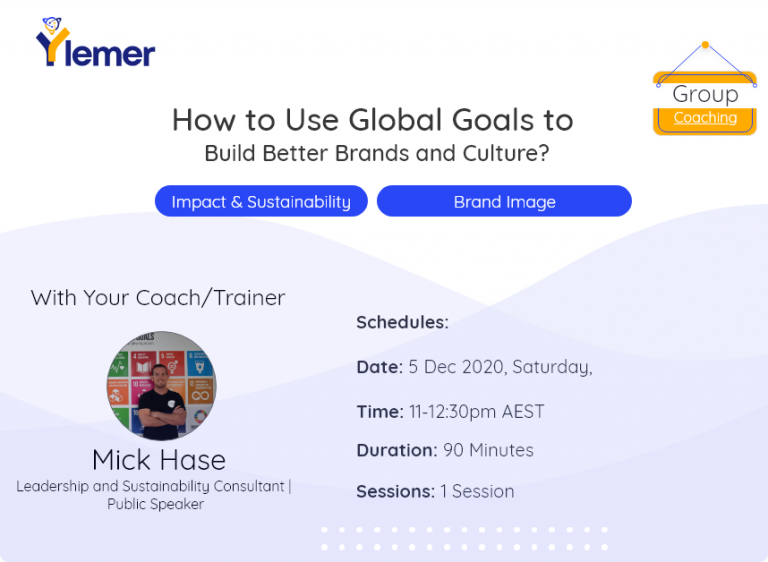 Ylemer
Group
Coaching
How to Use Global Goals to
Build Better Brands and Culture?
Impact & Sustainability
Brand Image
With Your Coach/Trainer
Mick Hase
Leadership and Sustainability Consultant |
Public Speaker
Schedules:
Date: 5 Dec 2020, Saturday,
Time: 11-12:30pm AEST
Duration: 90 Minutes
Sessions: 1 Session